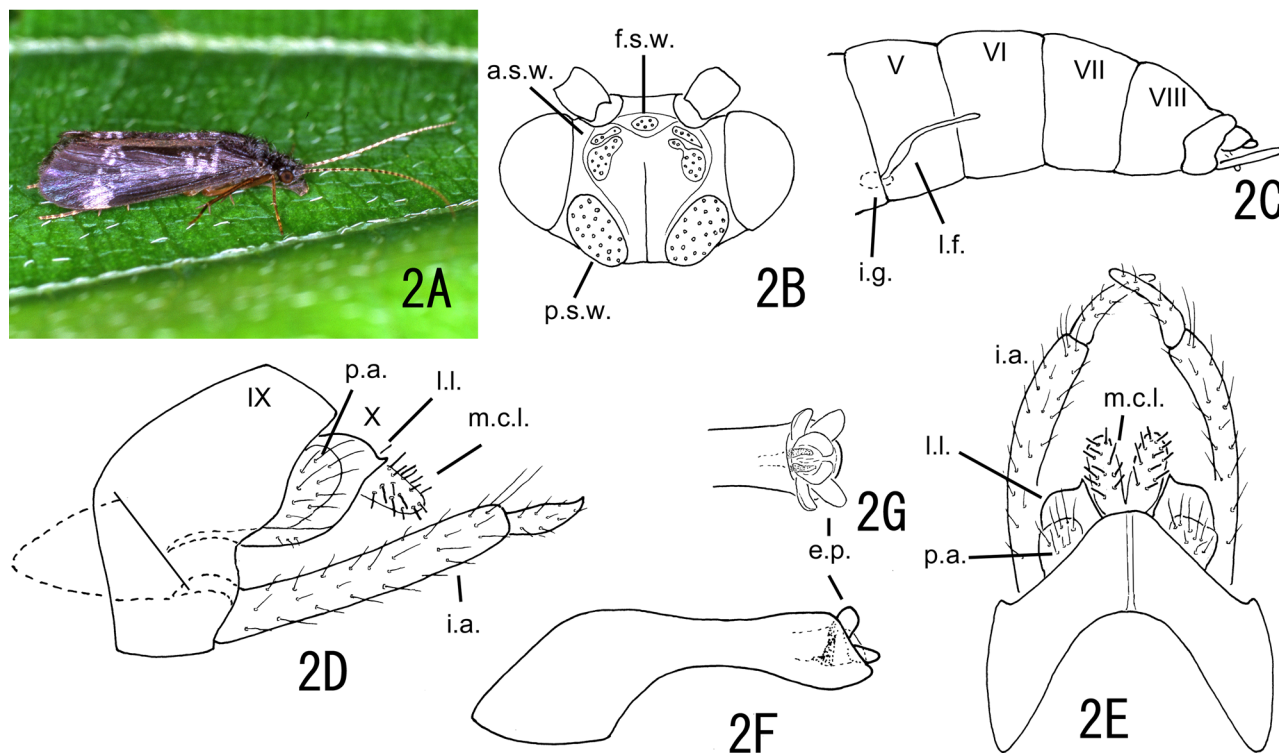 2A
f.s.w.
a.s.w.
p.s.w.
2B
V
VI
VII
VIII
i.g.
l.f.
2C
IX
p.a.
X
l.l.
m.c.l.
i.a.
2D
2G
e.p.
2F
i.a.
m.c.l.
l.l.
p.a.
2E